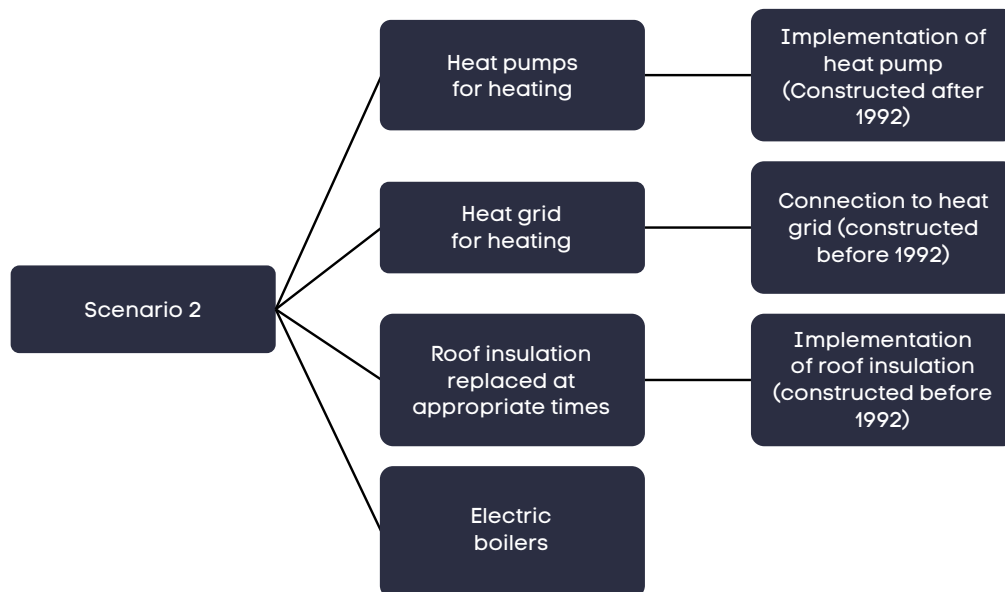 Scenario 2
Heat pumps
for heating
Implementation of
heat pump
(Constructed after
1992)
Heat grid
for heating
Connection to heat
grid (constructed
before 1992)
Roof insulation
replaced at
appropriate times
Implementation
of roof insulation
(constructed before
1992)
Electric
boilers